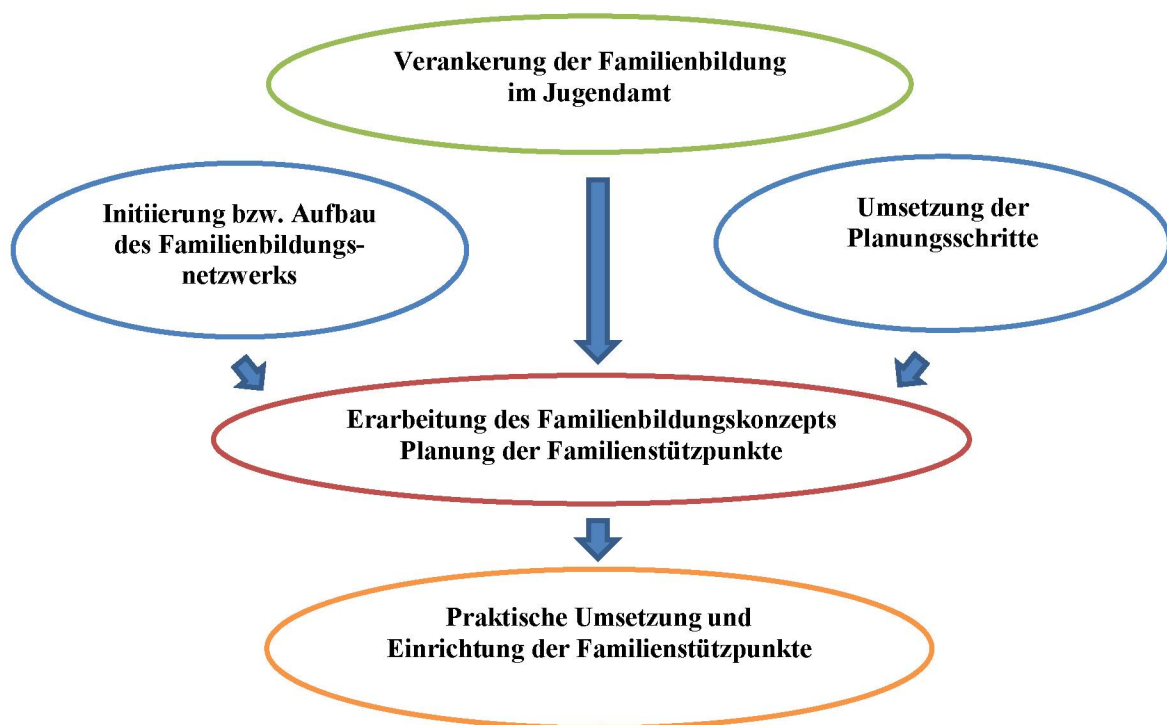 Verankerung der Familienbildung
im Jugendamt
Initiierung bzw. Aufbau
des Familienbildungs-
netzwerks
Umsetzung der
Planungsschritte
Erarbeitung des Familienbildungskonzepts
Planung der Familienstützpunkte
Praktische Umsetzung und
Einrichtung der Familienstützpunkte